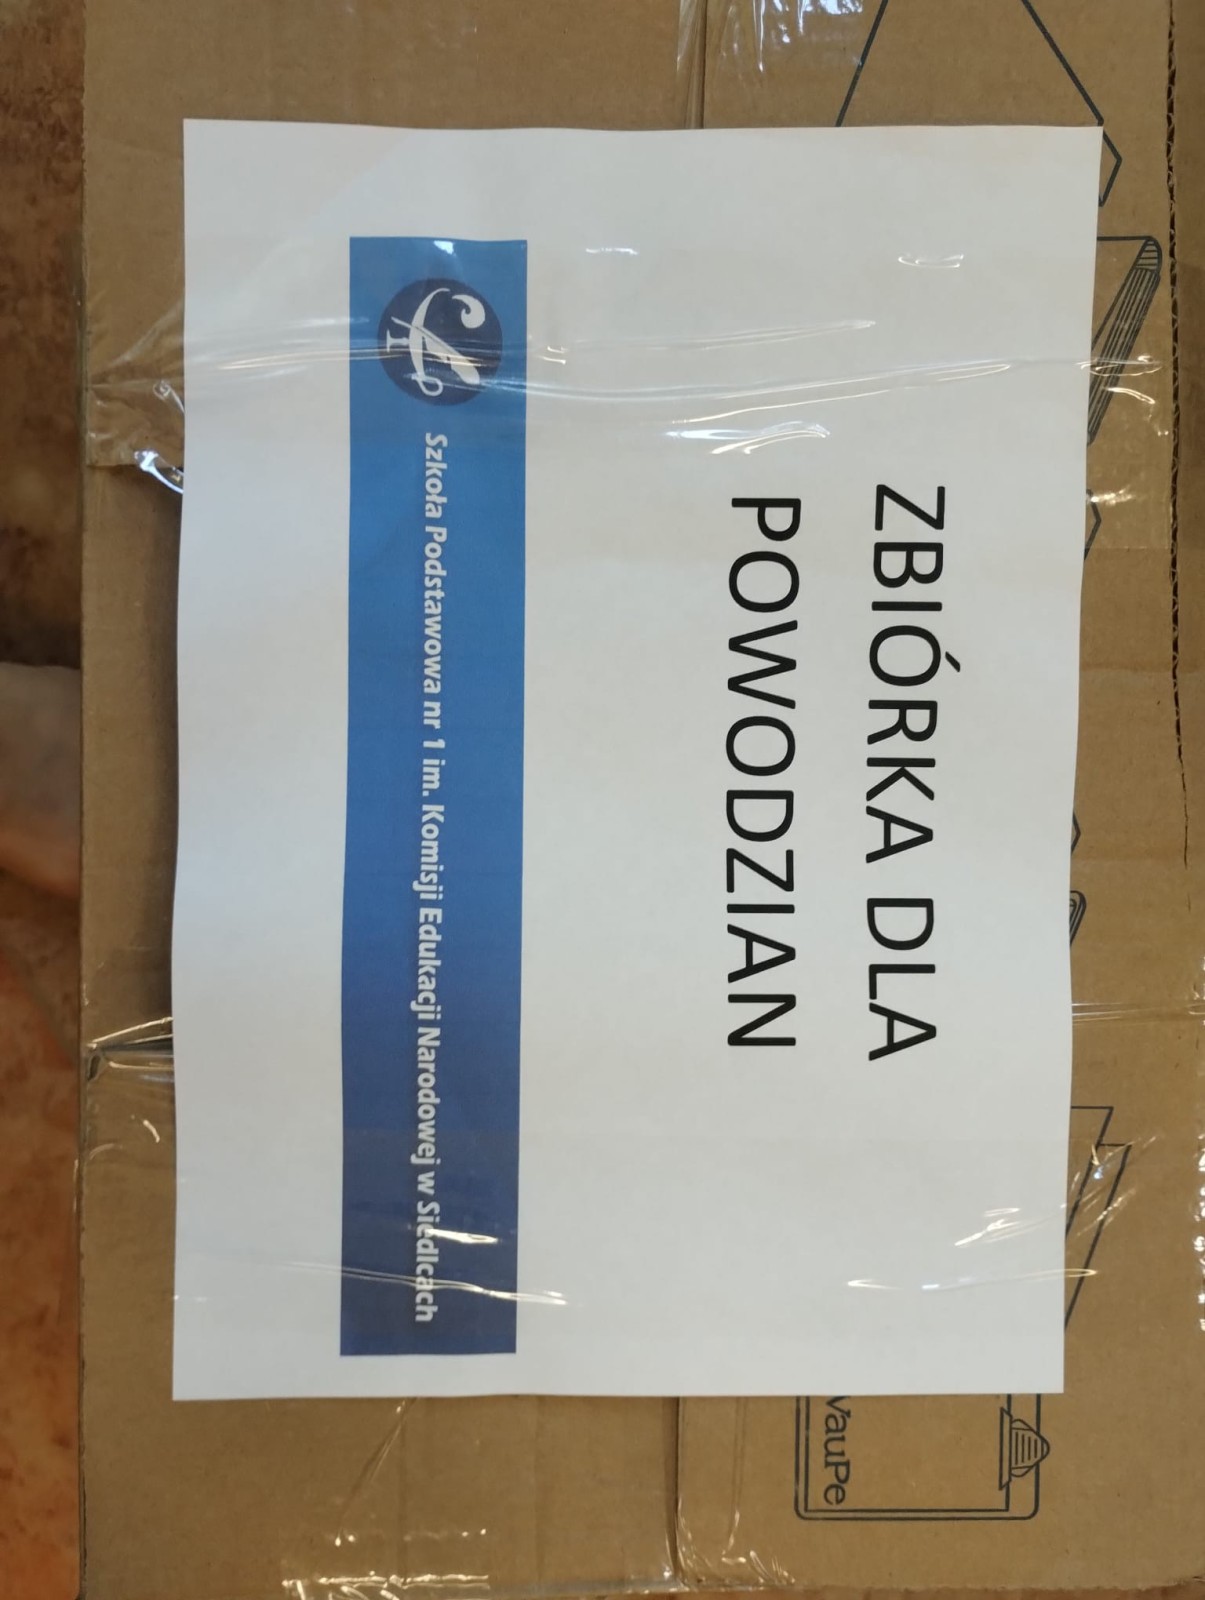 ZBIÓRKA DLA
POWODZIAN
Szkoła Podstawowa nr 1 im. Komisji Edukacji Narodowej w Siedlcach
VauPe